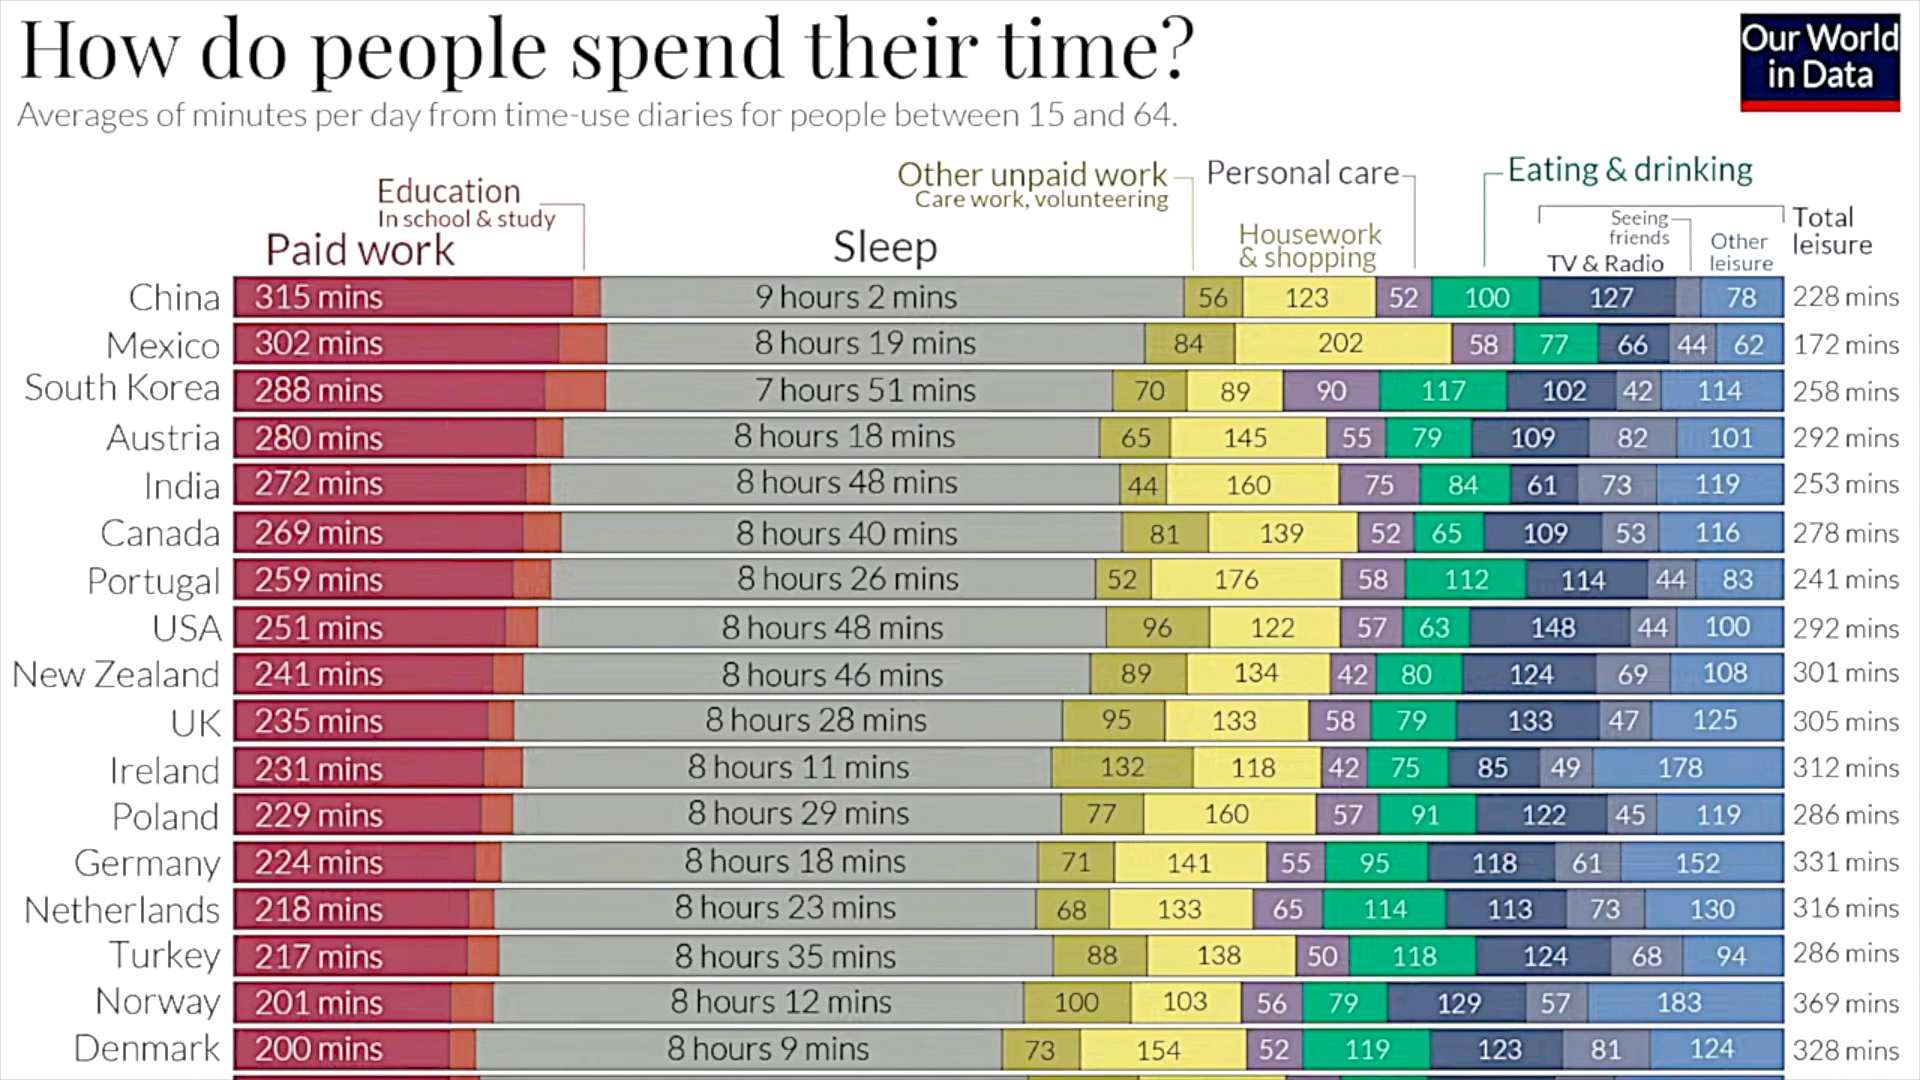 How do people spend their time?
Our World
in Data
Averages of minutes per day from time-use diaries for people between 15 and 64.
Education
In school & study
Paid work
Sleep
Other unpaid work
Care work, volunteering
Housework
& shopping
Personal care
Eating & drinking
Seeing
friends
TV & Radio
Other
leisure
Total
leisure
China 315 mins 9 hours 2 mins 56 123 52 100 127 78 228 mins
Mexico 302 mins 8 hours 19 mins 84 202 58 77 66 44 62 172 mins
South Korea 288 mins 7 hours 51 mins 70 89 90 117 102 42 114 258 mins
Austria 280 mins 8 hours 18 mins 65 145 55 79 109 82 101 292 mins
India 272 mins 8 hours 48 mins 44 160 75 84 61 73 119 253 mins
Canada 269 mins 8 hours 40 mins 81 139 52 65 109 53 116 278 mins
Portugal 259 mins 8 hours 26 mins 52 176 58 112 114 44 83 241 mins
USA 251 mins 8 hours 48 mins 96 122 57 63 148 44 100 292 mins
New Zealand 241 mins 8 hours 46 mins 89 134 42 80 124 69 108 301 mins
UK 235 mins 8 hours 28 mins 95 133 58 79 133 47 125 305 mins
Ireland 231 mins 8 hours 11 mins 132 118 42 75 85 49 178 312 mins
Poland 229 mins 8 hours 29 mins 77 160 57 91 122 45 119 286 mins
Germany 224 mins 8 hours 18 mins 71 141 55 95 118 61 152 331 mins
Netherlands 218 mins 8 hours 23 mins 68 133 65 114 113 73 130 316 mins
Turkey 217 mins 8 hours 35 mins 88 138 50 118 124 68 94 286 mins
Norway 201 mins 8 hours 12 mins 100 103 56 79 129 57 183 369 mins
Denmark 200 mins 8 hours 9 mins 73 154 52 119 123 81 124 328 mins